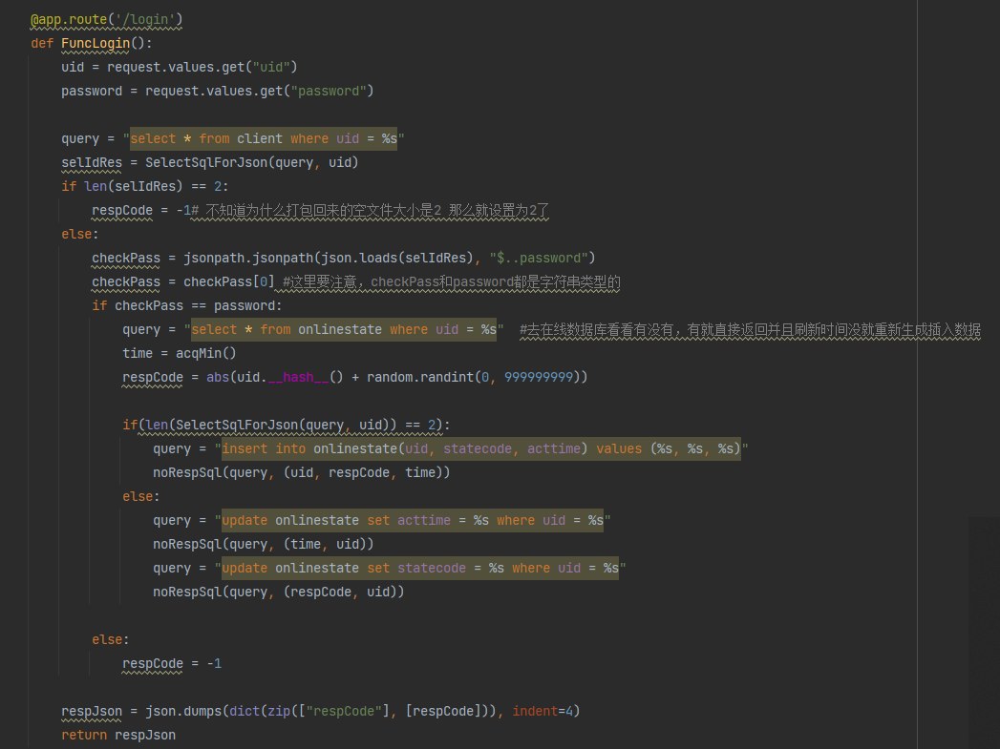 @app.route('/login')
def FuncLogin():
    uid = request.values.get("uid")
    password = request.values.get("password")
    query = "select * from client where uid = %s"
    selIdRes = SelectSqlForJson(query, uid)
    if len(selIdRes) == 2:
        respCode = -1# 不知道为什么打包回来的空文件大小是2 那么就设置为2了
    else:
        checkPass = jsonpath.jsonpath(json.loads(selIdRes), "$..password")
        checkPass = checkPass[0] #这里要注意，checkPass和password都是字符串类型的
        if checkPass == password:
            query = "select * from onlinestate where uid = %s"  #去在线数据库看看有没有，有就直接返回并且刷新时间没就重新生成插入数据
            time = acqMin()
            respCode = abs(uid.__hash__() + random.randint(0, 999999999))
            if(len(SelectSqlForJson(query, uid)) == 2):
                query = "insert into onlinestate(uid, statecode, acttime) values (%s, %s, %s)"
                noRespSql(query, (uid, respCode, time))
            else:
                query = "update onlinestate set acttime = %s where uid = %s"
                noRespSql(query, (time, uid))
                query = "update onlinestate set statecode = %s where uid = %s"
                noRespSql(query, (respCode, uid))
        else:
            respCode = -1
    respJson = json.dumps(dict(zip(["respCode"], [respCode])), indent=4)
    return respJson